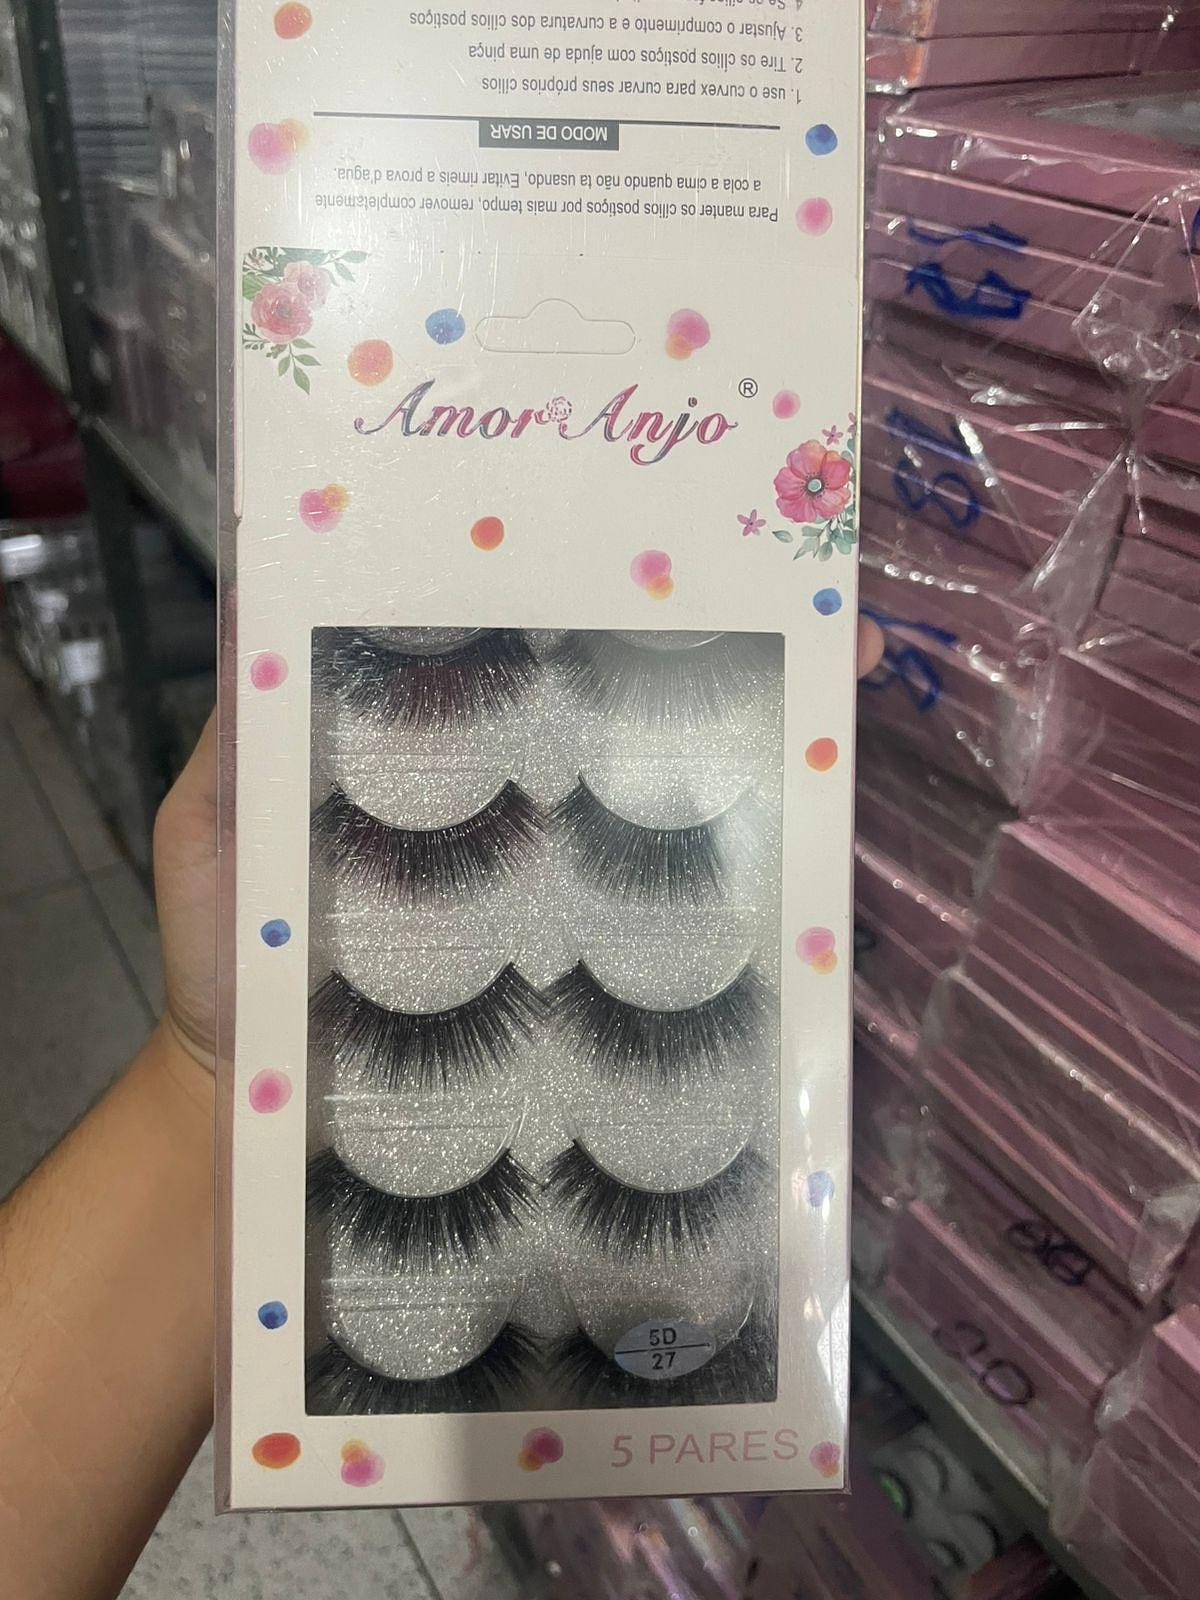 Para manter os cílios postiços por mais tempo, remover completamente
a cola a cima quando não ta usando, Evitar rímeis a prova d'agua.
MODO DE USAR
1. use o curvex para curvar seus próprios cílios
2. Tire os cílios postiços com ajuda de uma pinça
3. Ajustar o comprimento e a curvatura dos cílios postiços
Amor Anjo ®
5D
27
5 PARES